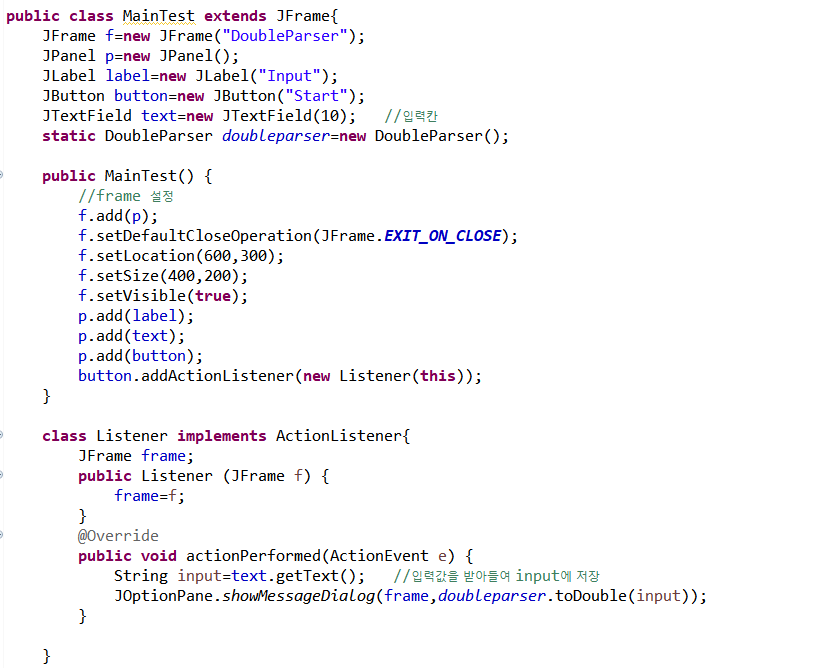 public class MainTest extends JFrame{
    JFrame f=new JFrame("DoubleParser");
    JPanel p=new JPanel();
    JLabel label=new JLabel("Input");
    JButton button=new JButton("Start");
    JTextField text=new JTextField(10);   //입력칸
    static DoubleParser doubleparser=new DoubleParser();

    public MainTest() {
        //frame 설정
        f.add(p);
        f.setDefaultCloseOperation(JFrame.EXIT_ON_CLOSE);
        f.setLocation(600,300);
        f.setSize(400,200);
        f.setVisible(true);
        p.add(label);
        p.add(text);
        p.add(button);
        button.addActionListener(new Listener(this));
    }

    class Listener implements ActionListener{
        JFrame frame;
        public Listener (JFrame f) {
            frame=f;
        }
        @Override
        public void actionPerformed(ActionEvent e) {
            String input=text.getText();   //입력값을 받아들여 input에 저장
            JOptionPane.showMessageDialog(frame,doubleparser.toDouble(input));
        }

    }